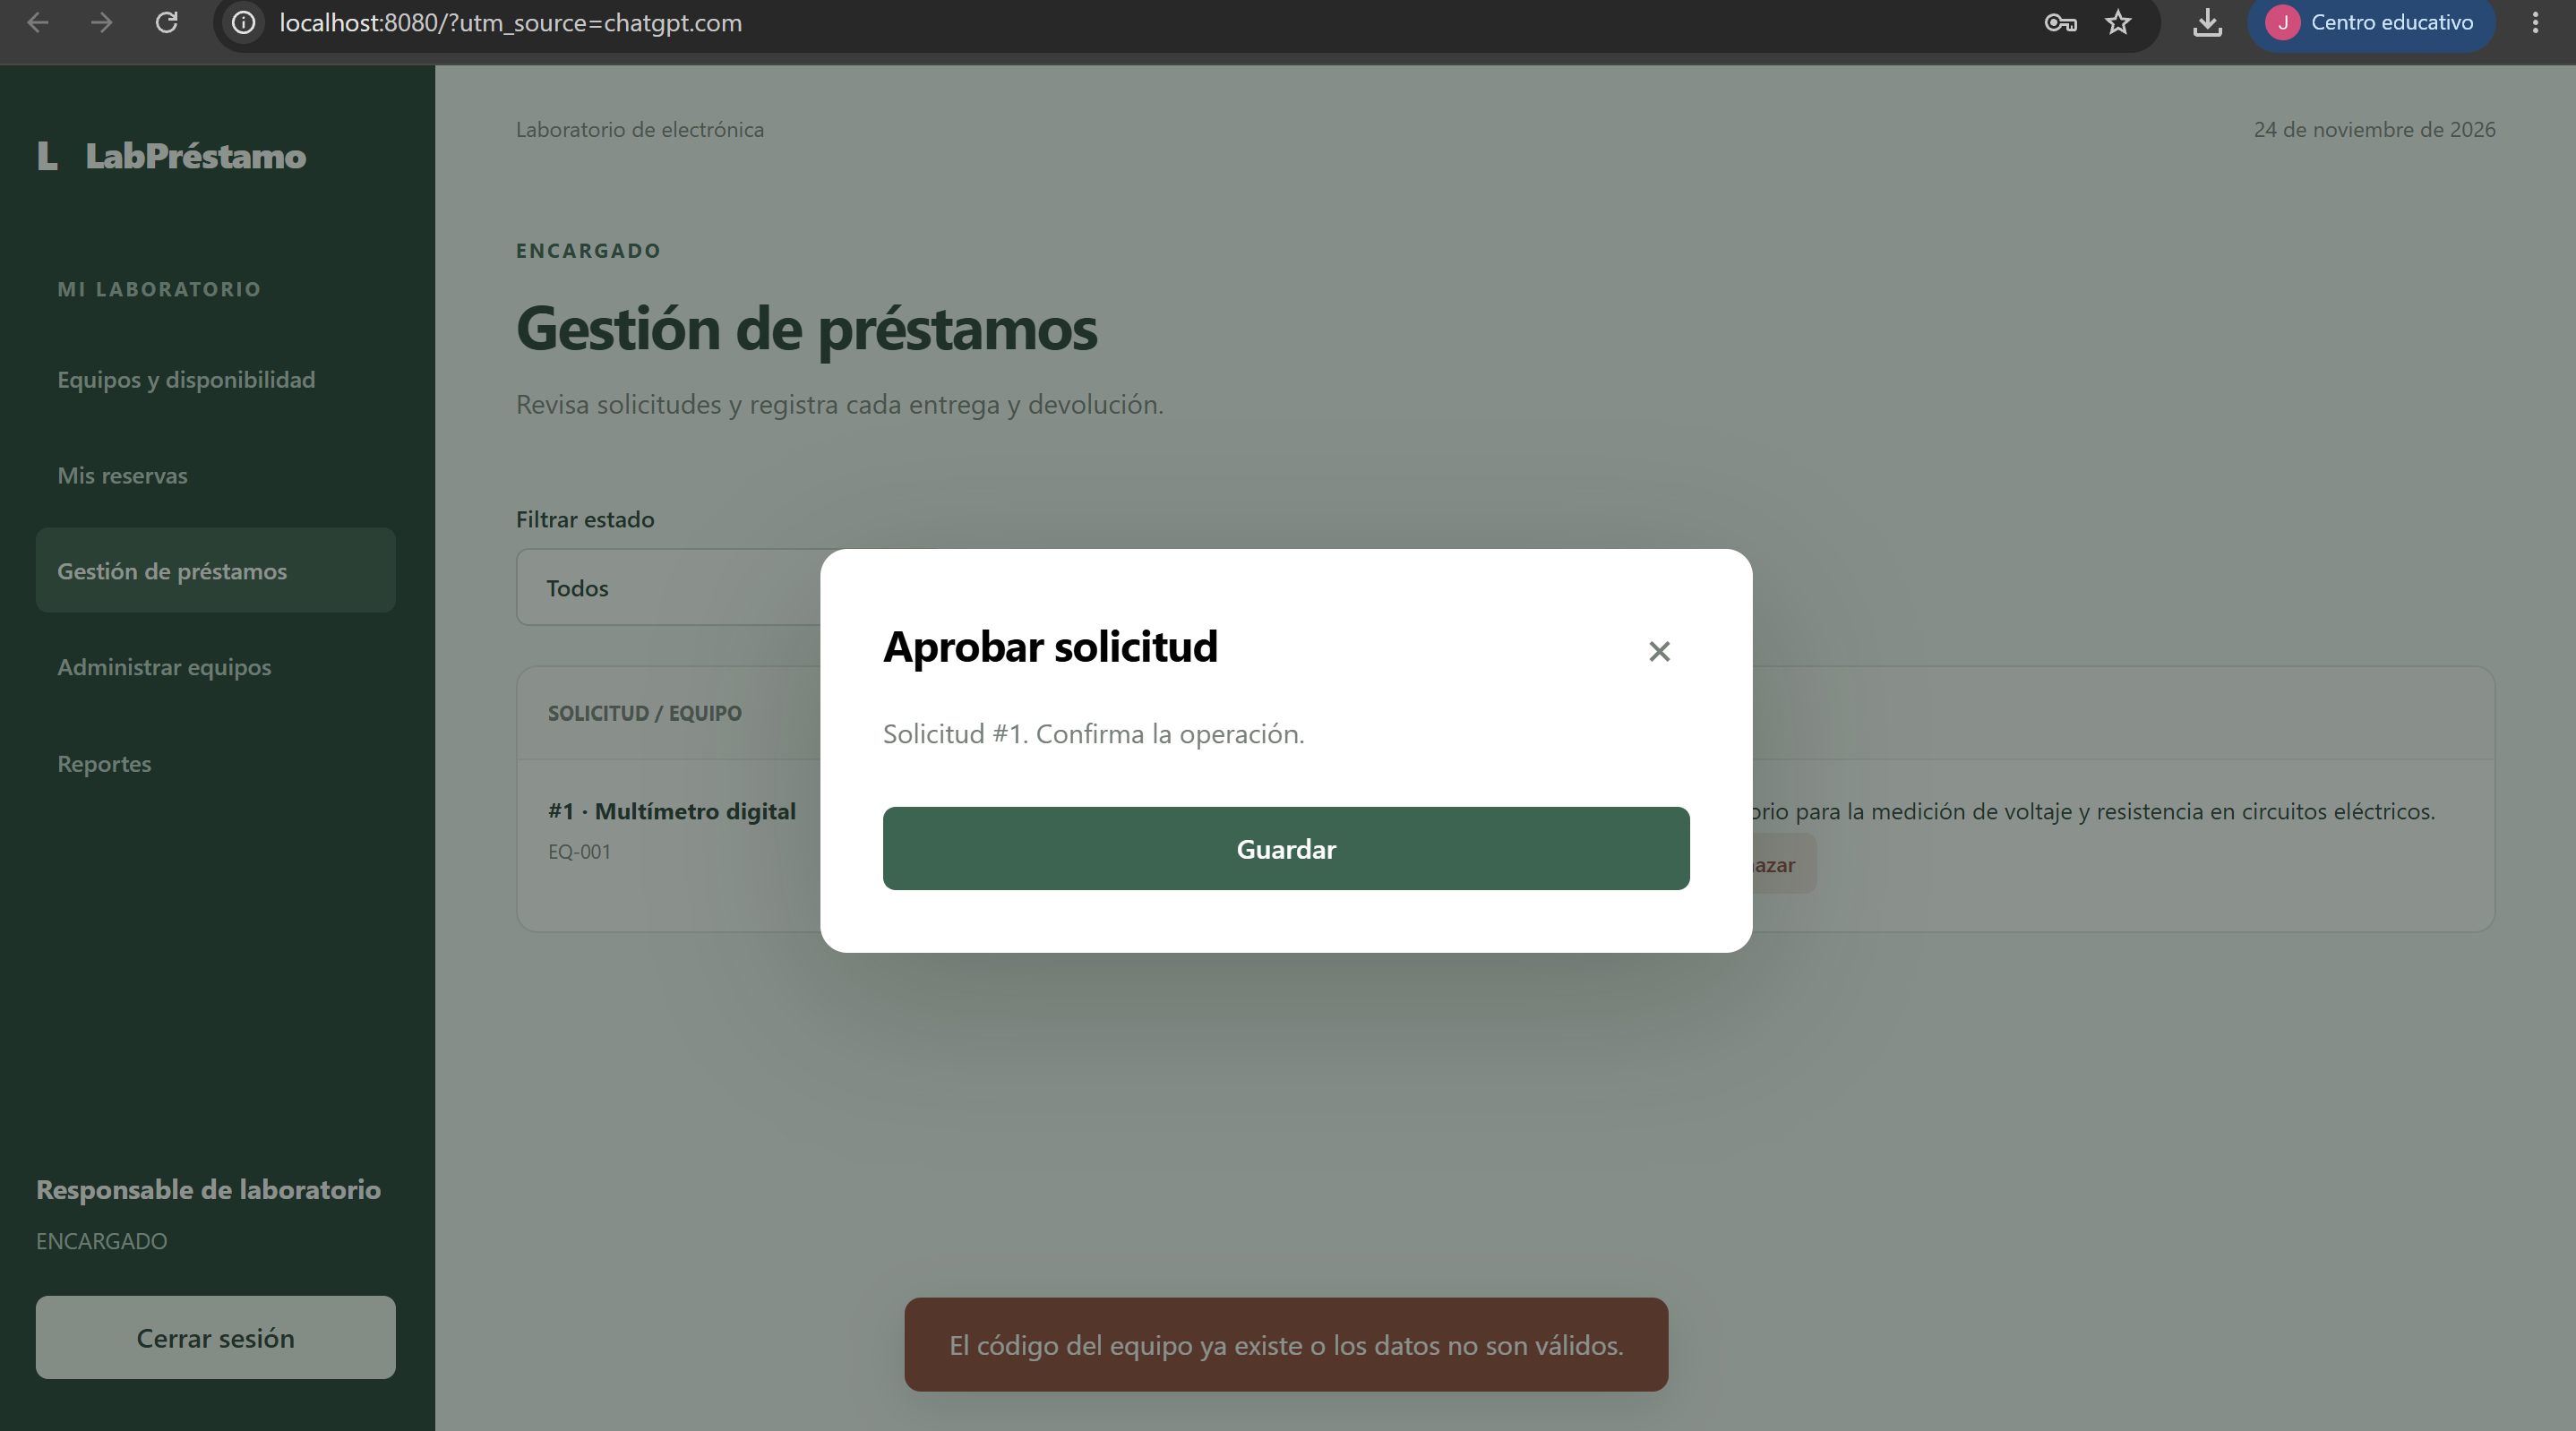 localhost:8080/?utm_source=chatgpt.com
J Centro educativo
L LabPréstamo
MI LABORATORIO
Equipos y disponibilidad
Mis reservas
Gestión de préstamos
Administrar equipos
Reportes
Responsable de laboratorio
ENCARGADO
Cerrar sesión
Laboratorio de electrónica
24 de noviembre de 2026
ENCARGADO
Gestión de préstamos
Revisa solicitudes y registra cada entrega y devolución.
Filtrar estado
Todos
SOLICITUD / EQUIPO
#1 · Multímetro digital
EQ-001
para la medición de voltaje y resistencia en circuitos eléctricos.
Aprobar solicitud
×
Solicitud #1. Confirma la operación.
Guardar
El código del equipo ya existe o los datos no son válidos.